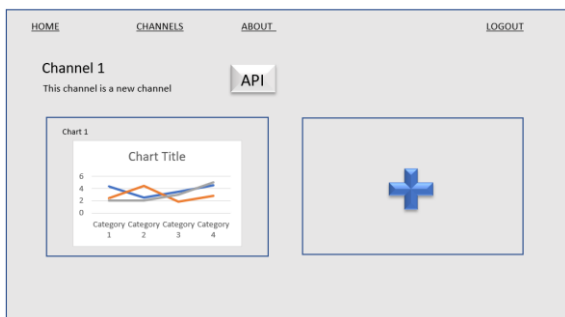 HOME CHANNELS ABOUT LOGOUT
Channel 1
This channel is a new channel
API
Chart 1
Chart Title
6
4
2
0
Category Category Category Category
1 2 3 4